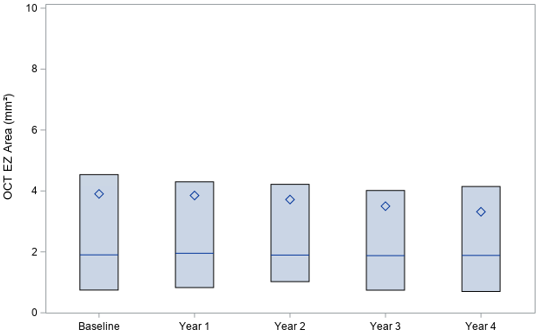 10
8
6
4
2
0
OCT EZ Area (mm²)
Baseline
Year 1
Year 2
Year 3
Year 4